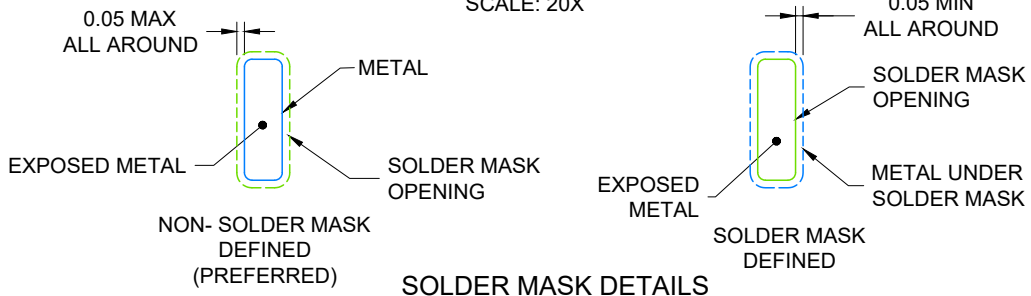 SCALE: 20X
0.05 MAX
ALL AROUND
METAL
EXPOSED METAL
SOLDER MASK
OPENING
NON- SOLDER MASK
DEFINED
(PREFERRED)
0.05 MIN
ALL AROUND
SOLDER MASK
OPENING
EXPOSED
METAL
METAL UNDER
SOLDER MASK
SOLDER MASK
DEFINED
SOLDER MASK DETAILS